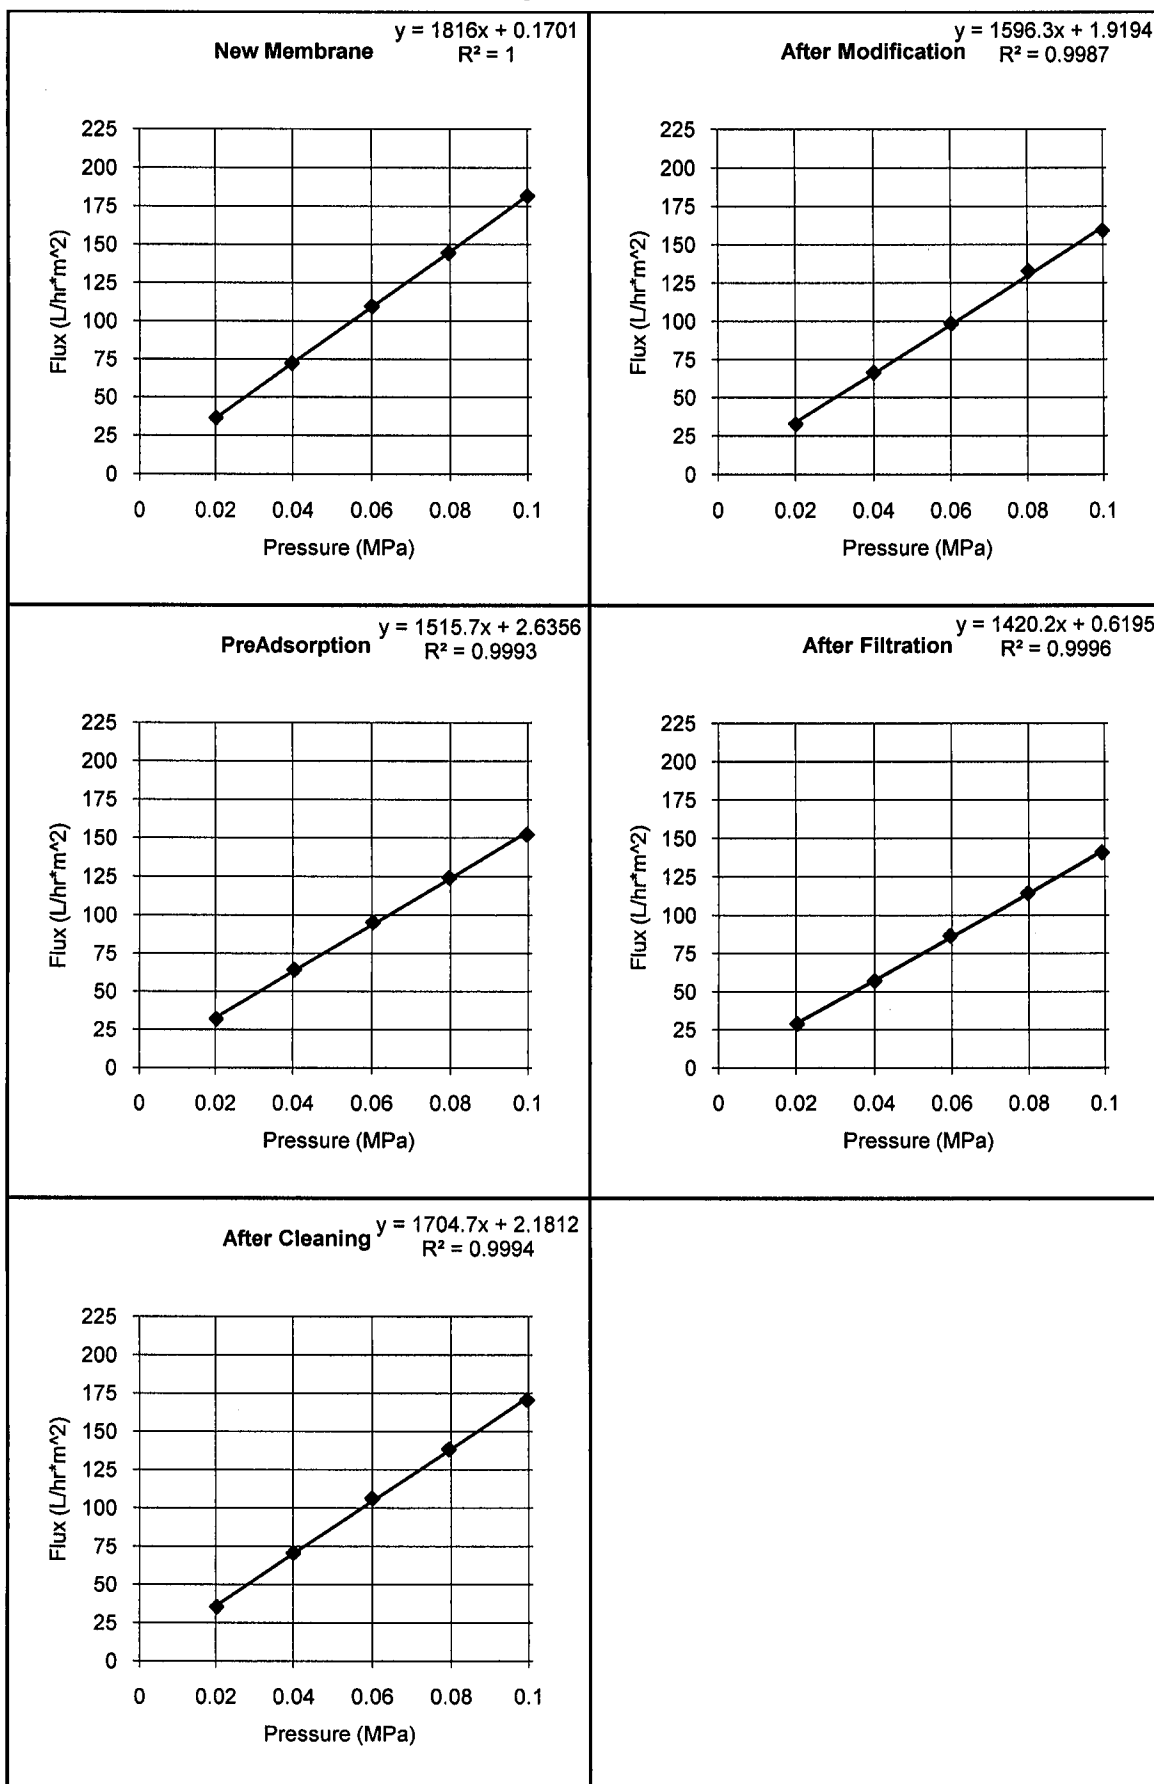 New Membrane
y = 1816x + 0.1701
R² = 1
Flux (L/hr*m^2)
225
200
175
150
125
100
75
50
25
0
0 0.02 0.04 0.06 0.08 0.1
Pressure (MPa)
After Modification
y = 1596.3x + 1.9194
R² = 0.9987
Flux (L/hr*m^2)
225
200
175
150
125
100
75
50
25
0
0 0.02 0.04 0.06 0.08 0.1
Pressure (MPa)
PreAdsorption
y = 1515.7x + 2.6356
R² = 0.9993
Flux (L/hr*m^2)
225
200
175
150
125
100
75
50
25
0
0 0.02 0.04 0.06 0.08 0.1
Pressure (MPa)
After Filtration
y = 1420.2x + 0.6195
R² = 0.9996
Flux (L/hr*m^2)
225
200
175
150
125
100
75
50
25
0
0 0.02 0.04 0.06 0.08 0.1
Pressure (MPa)
After Cleaning
y = 1704.7x + 2.1812
R² = 0.9994
Flux (L/hr*m^2)
225
200
175
150
125
100
75
50
25
0
0 0.02 0.04 0.06 0.08 0.1
Pressure (MPa)